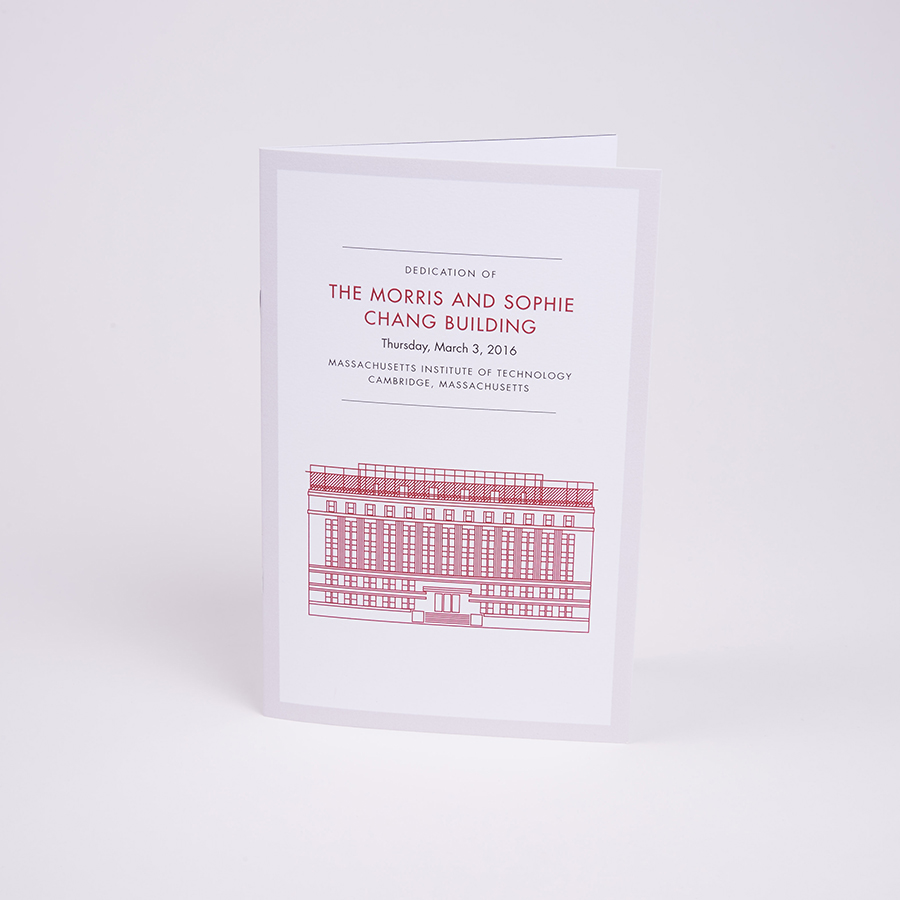 DEDICATION OF
THE MORRIS AND SOPHIE
CHANG BUILDING
Thursday, March 3, 2016
MASSACHUSETTS INSTITUTE OF TECHNOLOGY
CAMBRIDGE, MASSACHUSETTS